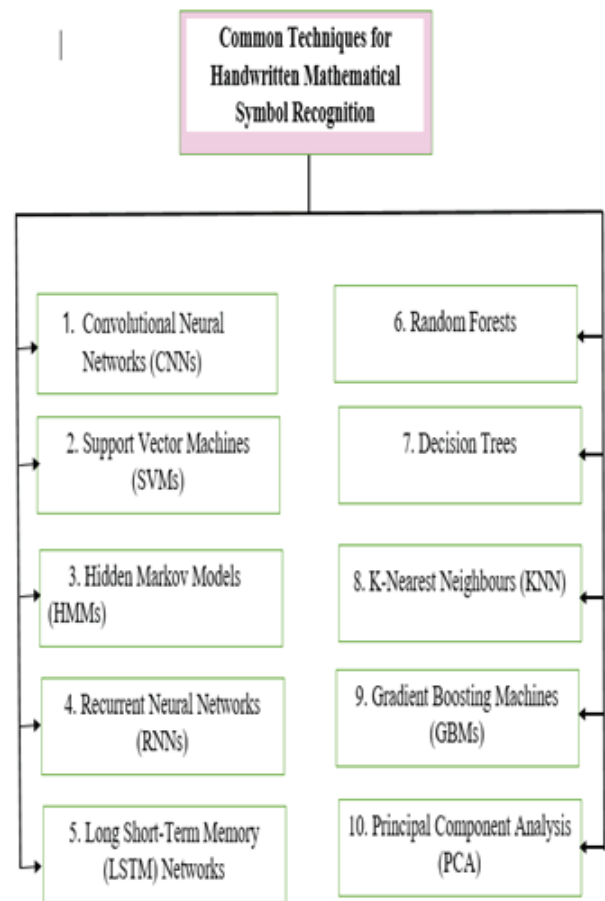 Common Techniques for
Handwritten Mathematical
Symbol Recognition
1. Convolutional Neural
Networks (CNNs)
2. Support Vector Machines
(SVMs)
3. Hidden Markov Models
(HMMs)
4. Recurrent Neural Networks
(RNNs)
5. Long Short-Term Memory
(LSTM) Networks
6. Random Forests
7. Decision Trees
8. K-Nearest Neighbours (KNN)
9. Gradient Boosting Machines
(GBMs)
10. Principal Component Analysis
(PCA)